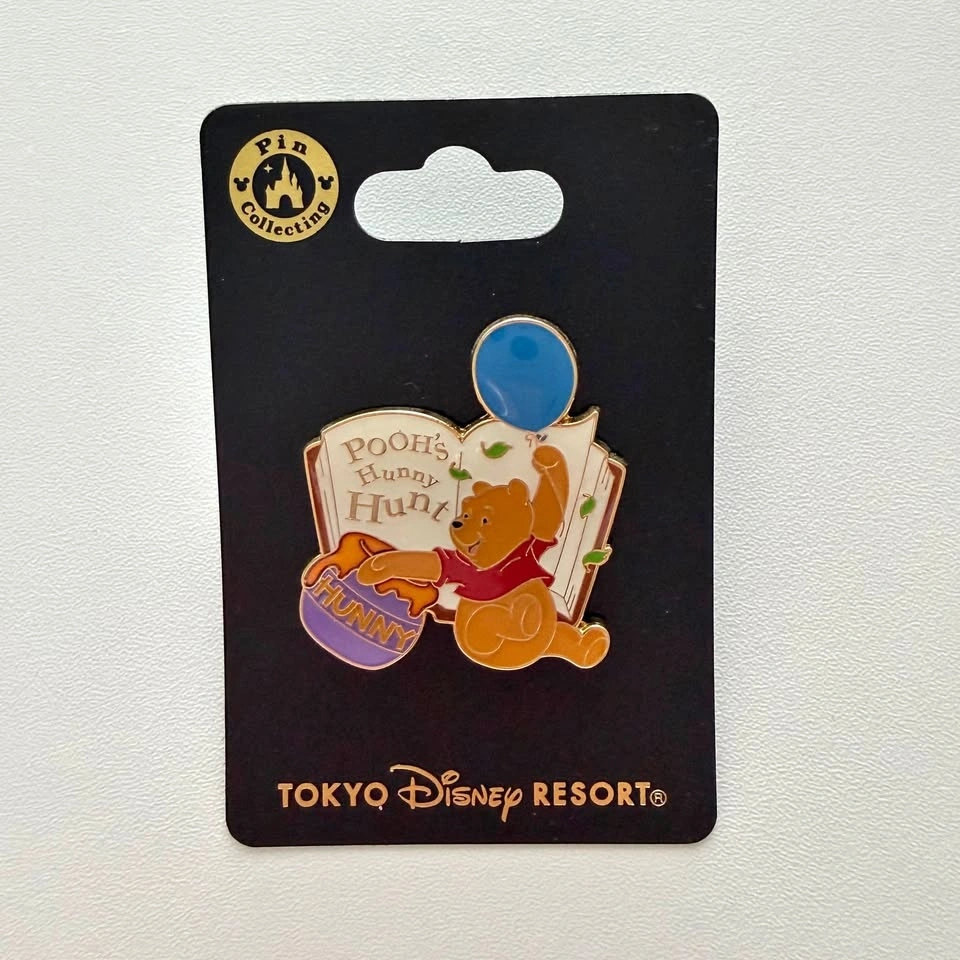 Pin
Collecting
POOH'S
Hunny
Hunt
HUNNY
TOKYO Disney RESORT®